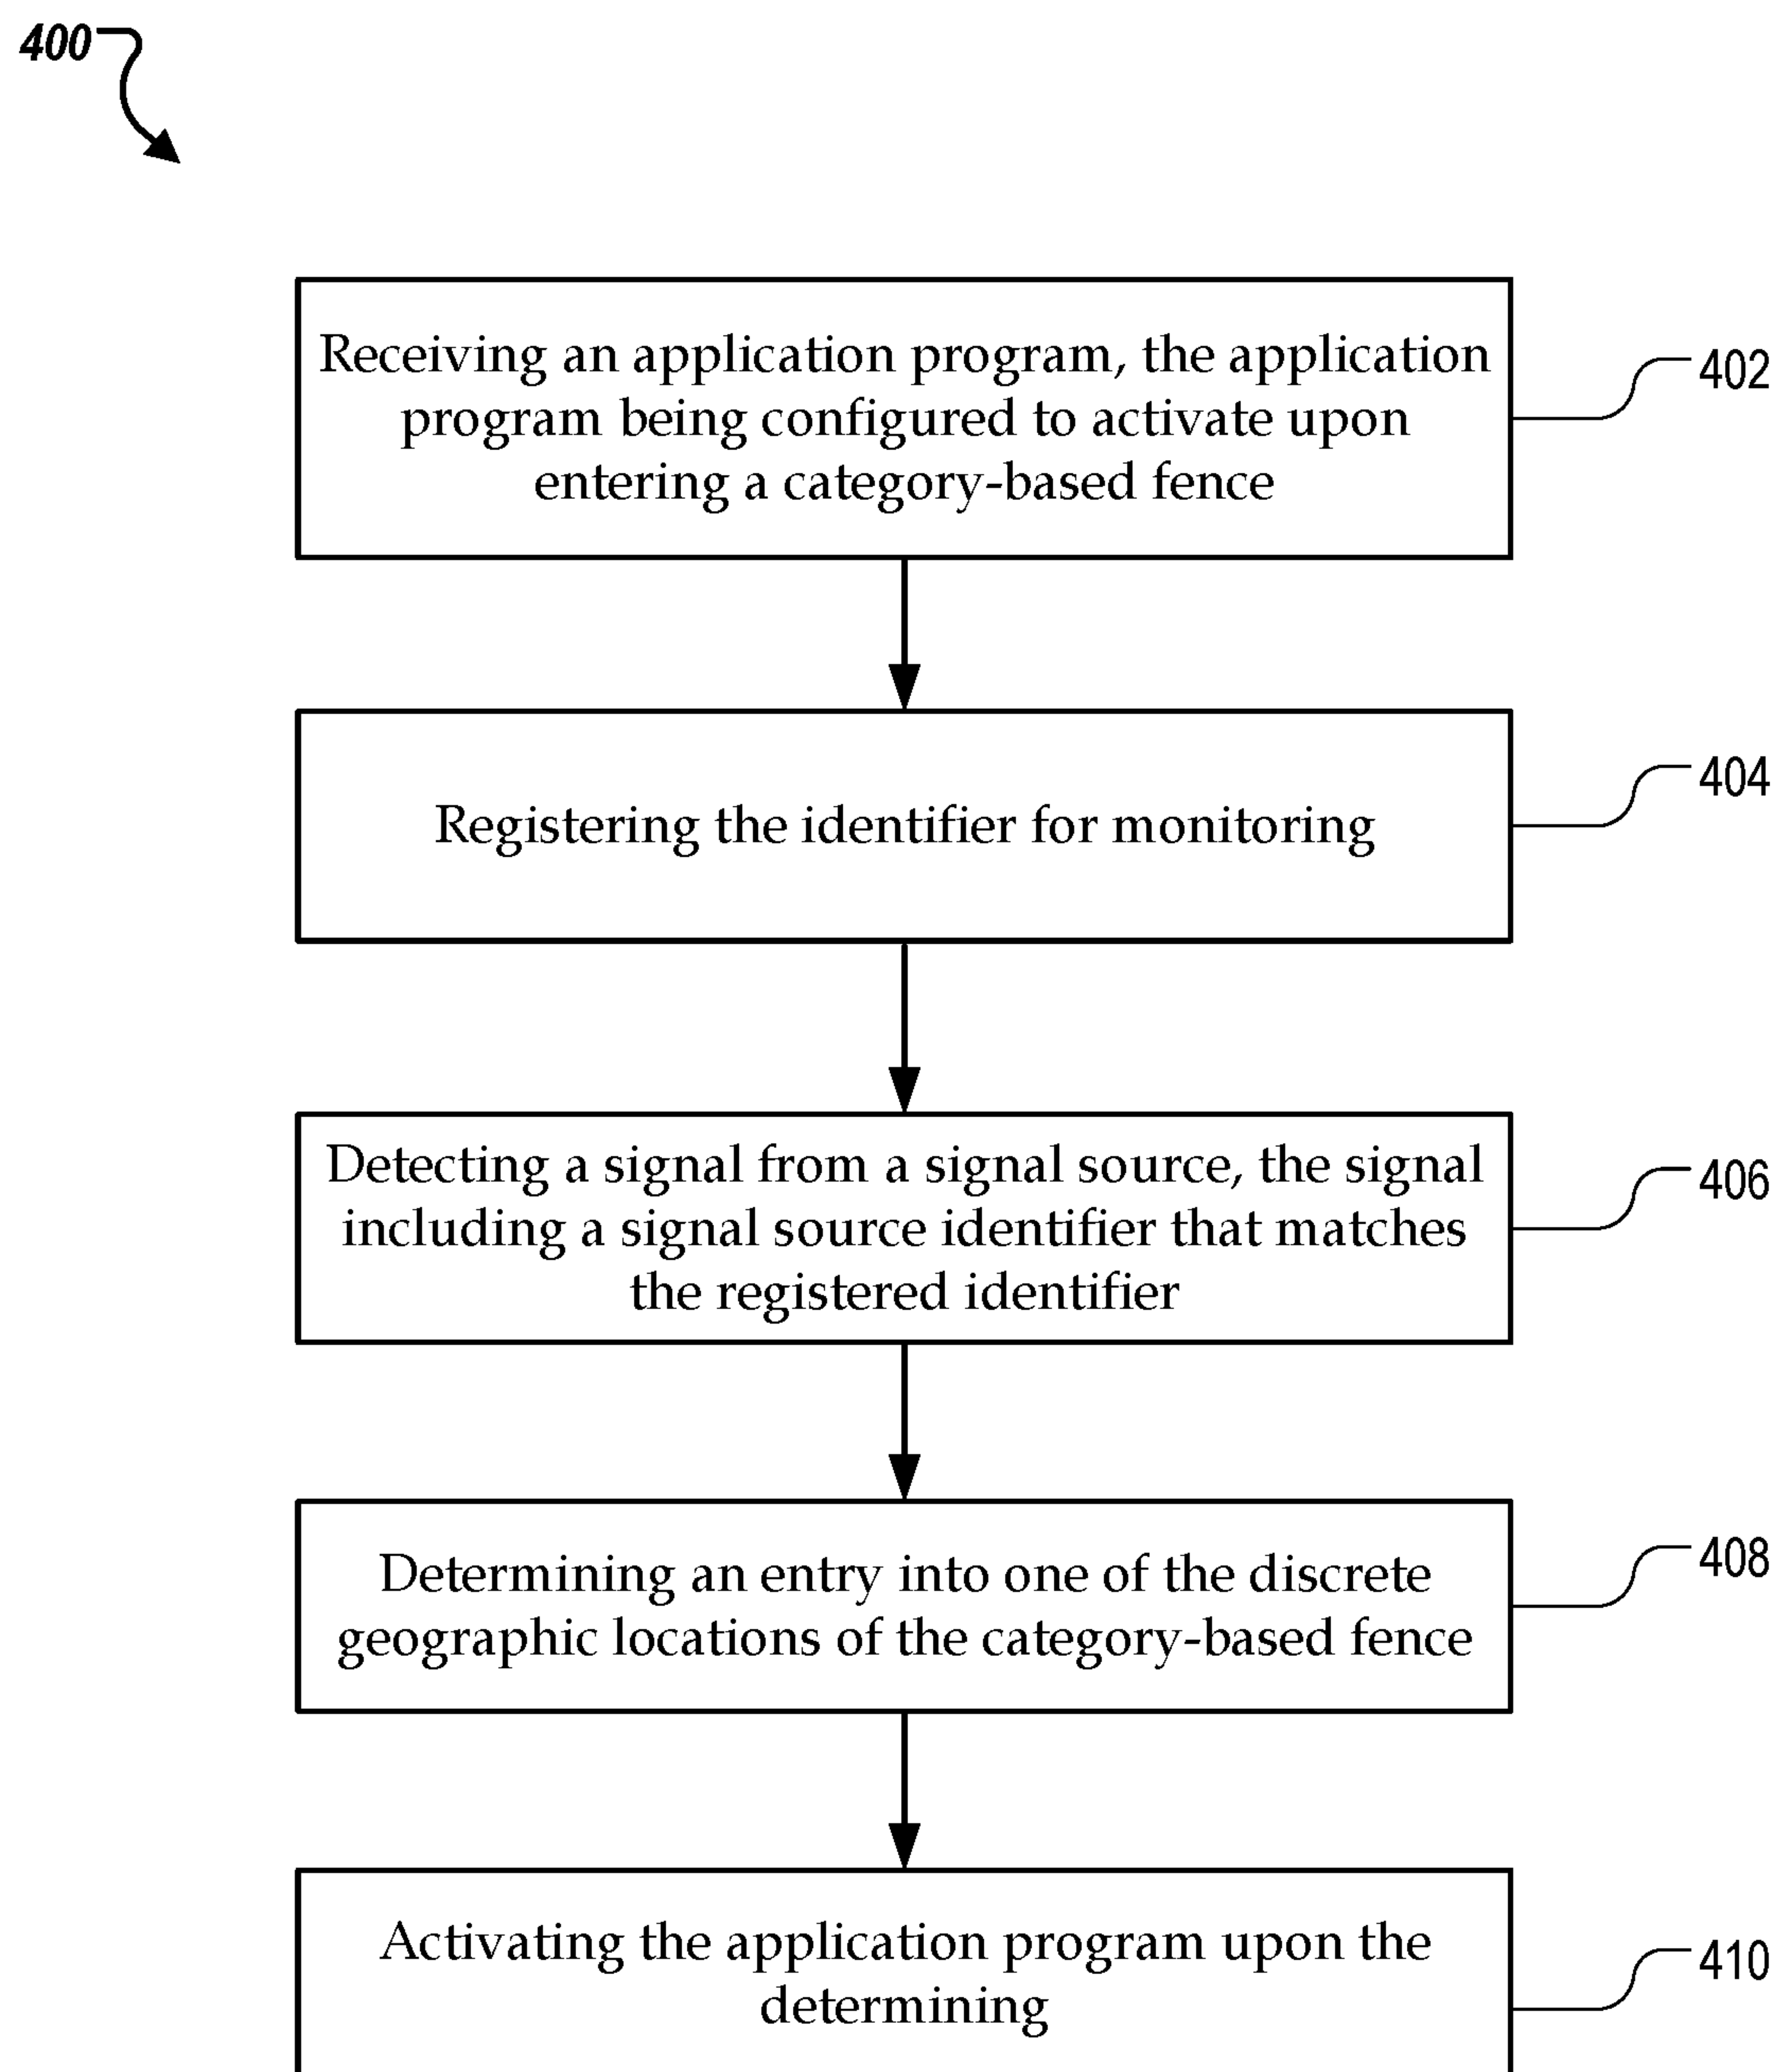 400
Receiving an application program, the application
program being configured to activate upon
entering a category-based fence
402
Registering the identifier for monitoring
404
Detecting a signal from a signal source, the signal
including a signal source identifier that matches
the registered identifier
406
Determining an entry into one of the discrete
geographic locations of the category-based fence
408
Activating the application program upon the
determining
410